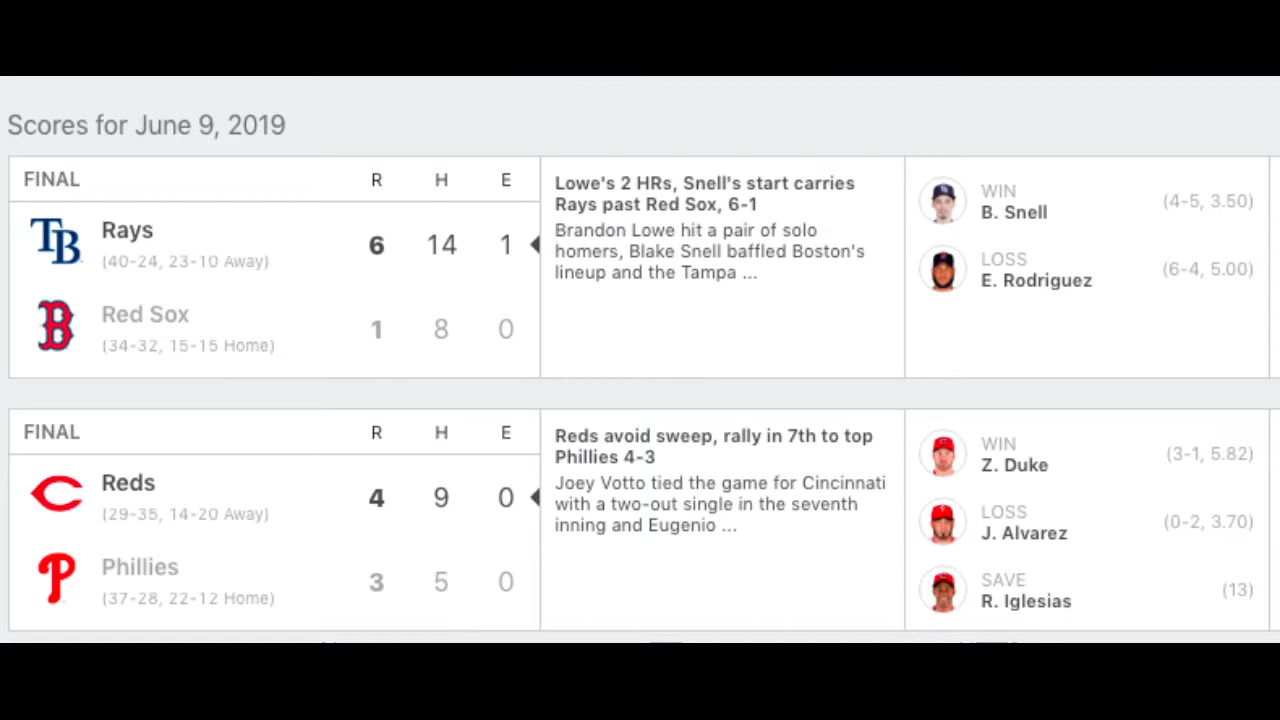 Scores for June 9, 2019
FINAL R H E
Rays 6 14 1
(40-24, 23-10 Away)
Red Sox 1 8 0
(34-32, 15-15 Home)
Lowe's 2 HRs, Snell's start carries
Rays past Red Sox, 6-1
Brandon Lowe hit a pair of solo
homers, Blake Snell baffled Boston's
lineup and the Tampa ...
WIN
B. Snell (4-5, 3.50)
LOSS
E. Rodriguez (6-4, 5.00)
FINAL R H E
Reds 4 9 0
(29-35, 14-20 Away)
Phillies 3 5 0
(37-28, 22-12 Home)
Reds avoid sweep, rally in 7th to top
Phillies 4-3
Joey Votto tied the game for Cincinnati
with a two-out single in the seventh
inning and Eugenio ...
WIN
Z. Duke (3-1, 5.82)
LOSS
J. Alvarez (0-2, 3.70)
SAVE
R. Iglesias (13)